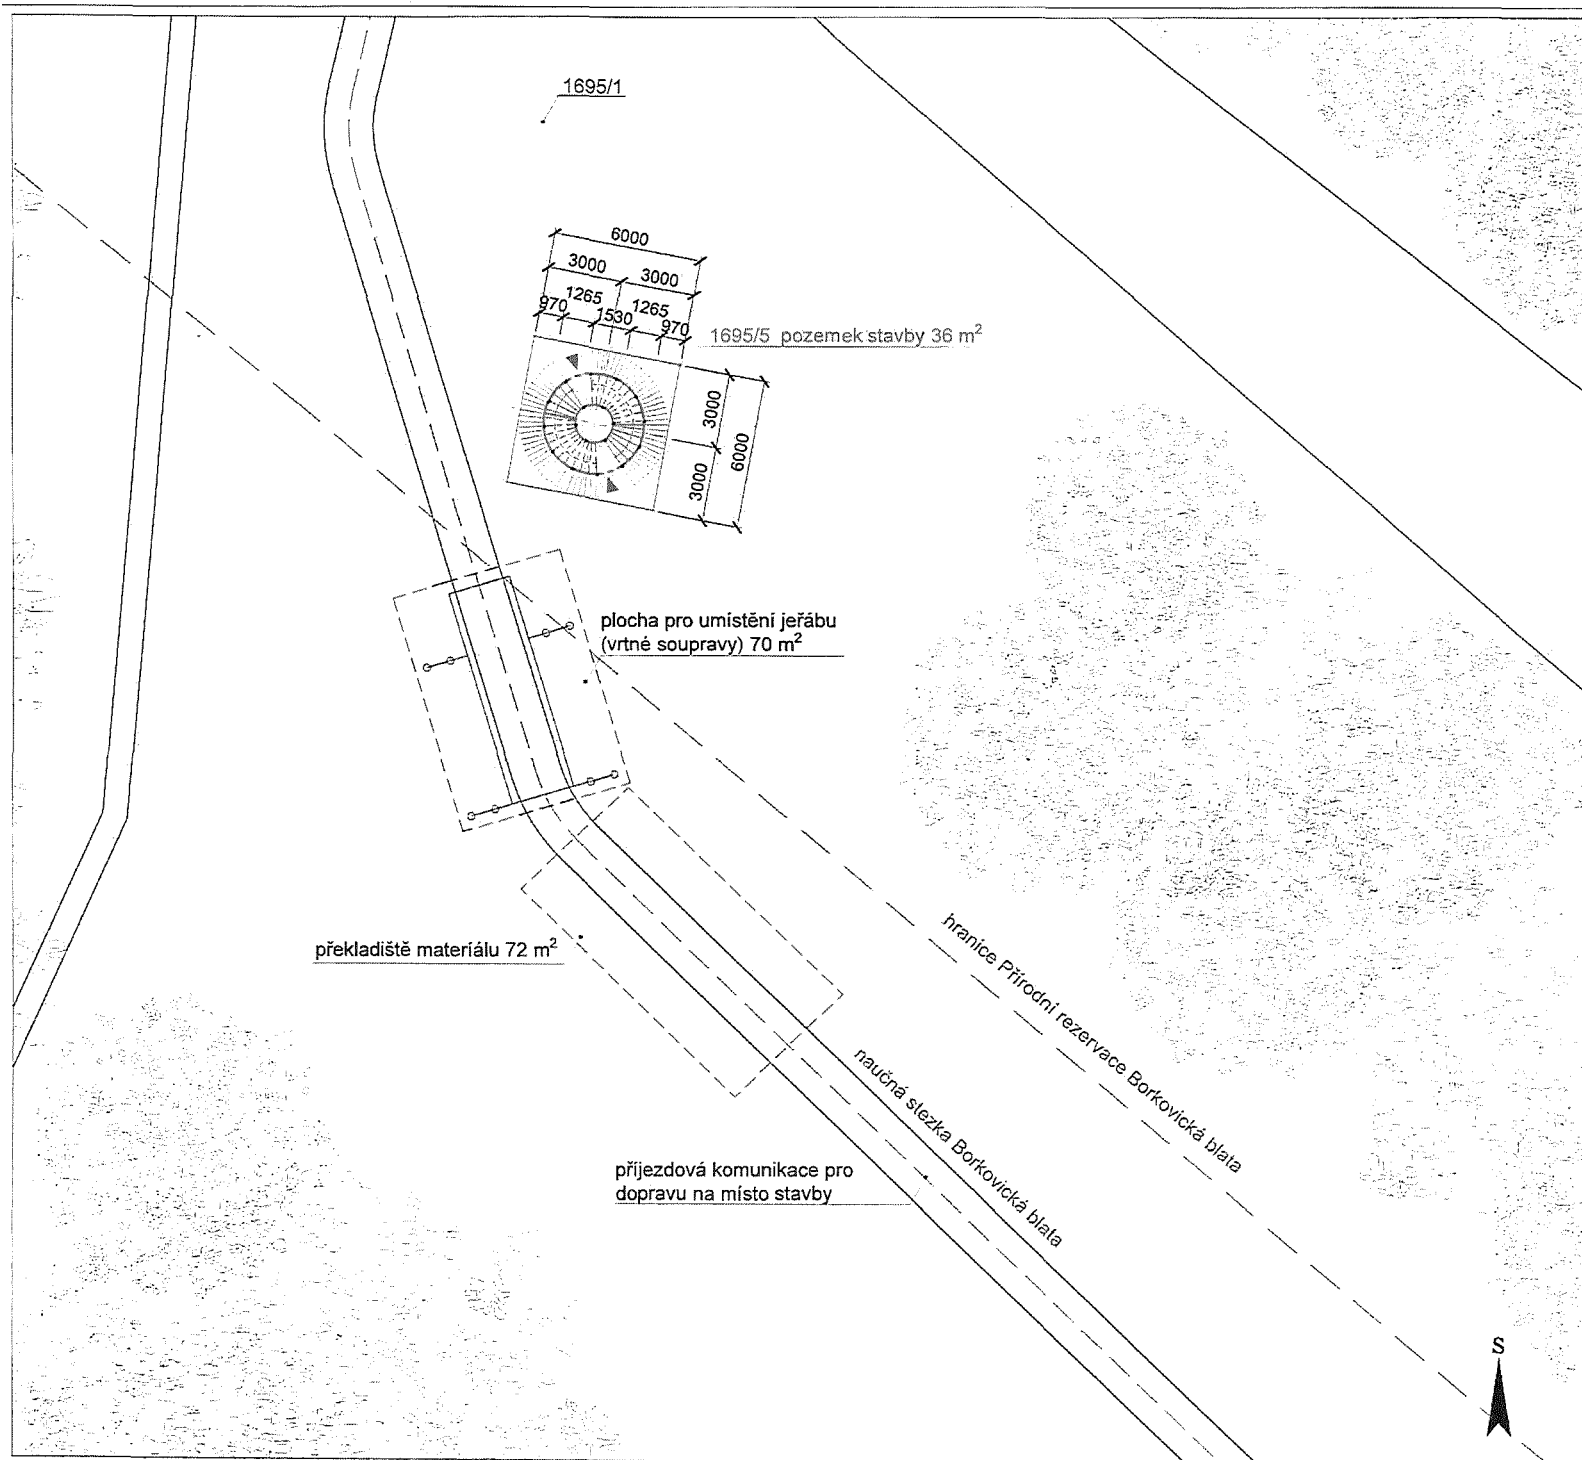 1695/1
6000
3000 3000
970 1265 1530 1265 970
1695/5 pozemek stavby 36 m²
3000
6000
3000
plocha pro umístění jeřábu
(vrtné soupravy) 70 m²
překladiště materiálu 72 m²
hranice Přírodní rezervace Borkovická blata
naučná stezka Borkovická blata
příjezdová komunikace pro
dopravu na místo stavby
S